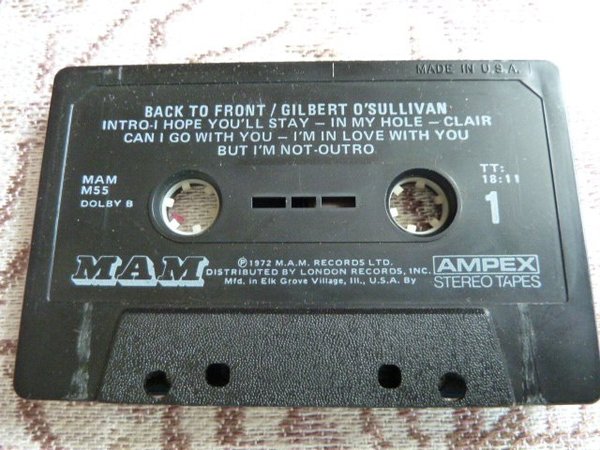 MADE IN U.S.A.
BACK TO FRONT / GILBERT O'SULLIVAN
INTRO-I HOPE YOU'LL STAY – IN MY HOLE – CLAIR
CAN I GO WITH YOU – I'M IN LOVE WITH YOU
BUT I'M NOT-OUTRO
MAM
M55
DOLBY B
TT:
18:11
1
MAM
℗1972 M.A.M. RECORDS LTD.
DISTRIBUTED BY LONDON RECORDS, INC.
Mfd. in Elk Grove Village, Ill., U.S.A. By
AMPEX
STEREO TAPES